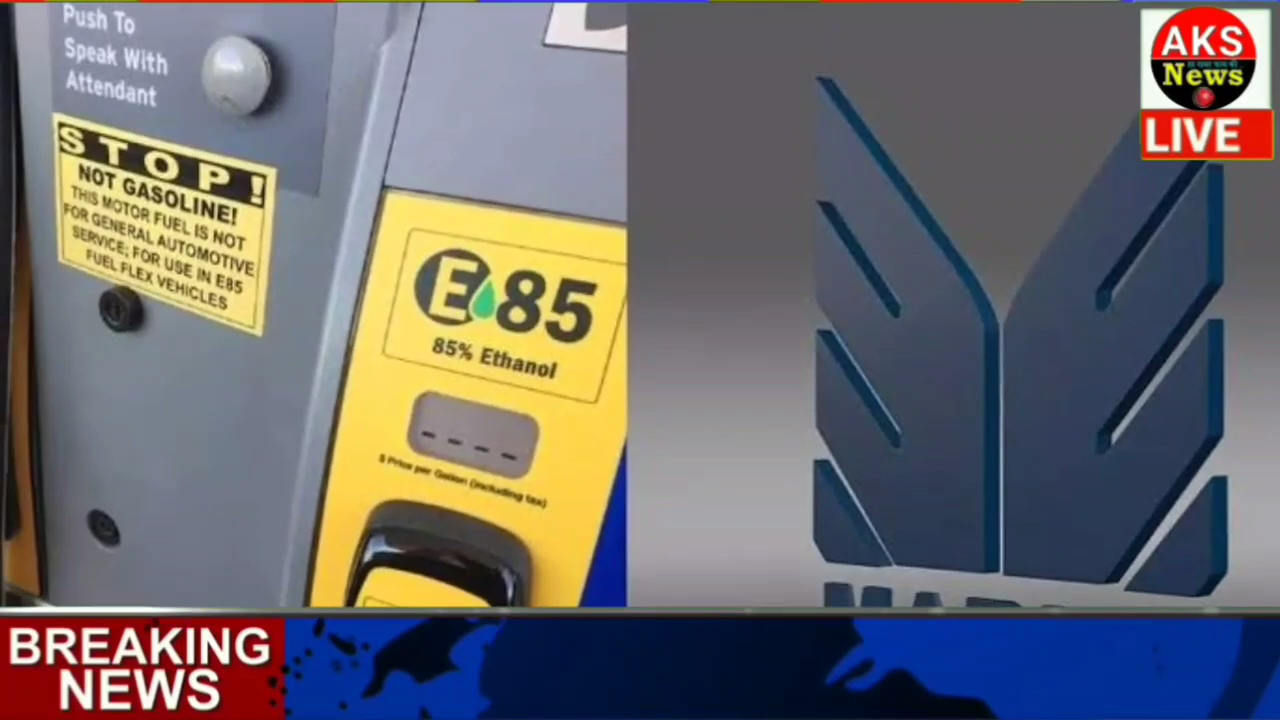 Push To
Speak With
Attendant
STOP!
NOT GASOLINE!
THIS MOTOR FUEL IS NOT
FOR GENERAL AUTOMOTIVE
SERVICE; FOR USE IN E85
FUEL FLEX VEHICLES
E85
85% Ethanol
$ Price per Gallon (including tax)
AKS
News
LIVE
BREAKING
NEWS